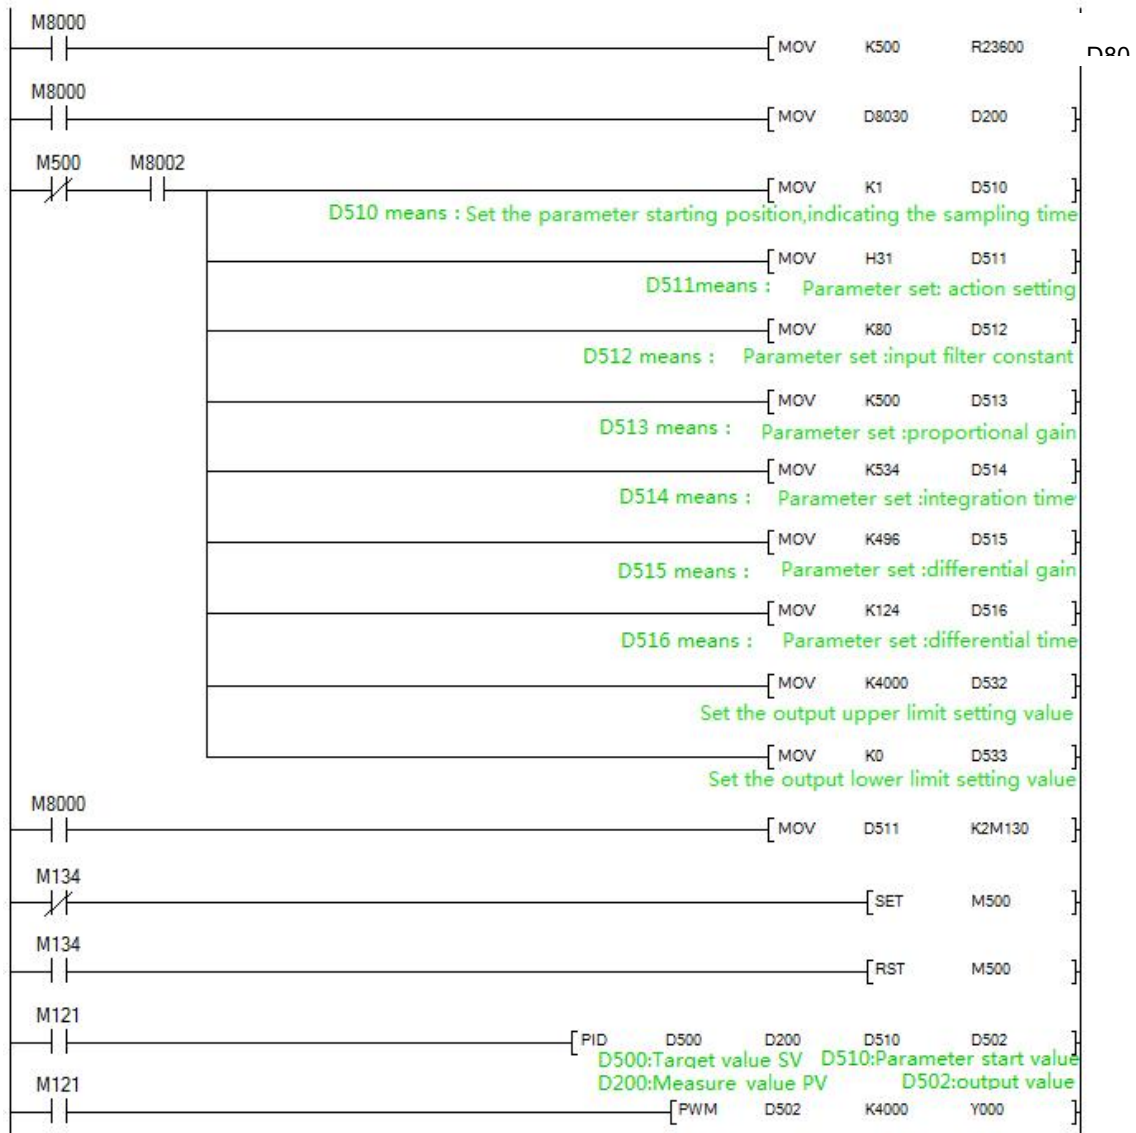 M8000
MOV K500 R23600
M8000
MOV D8030 D200
M500 M8002
MOV K1 D510
D510 means : Set the parameter starting position,indicating the sampling time
MOV H31 D511
D511means : Parameter set: action setting
MOV K80 D512
D512 means : Parameter set :input filter constant
MOV K500 D513
D513 means : Parameter set :proportional gain
MOV K534 D514
D514 means : Parameter set :integration time
MOV K496 D515
D515 means : Parameter set :differential gain
MOV K124 D516
D516 means : Parameter set :differential time
MOV K4000 D532
Set the output upper limit setting value
MOV K0 D533
Set the output lower limit setting value
M8000
MOV D511 K2M130
M134
SET M500
M134
RST M500
M121
PID D500 D200 D510 D502
D500:Target value SV D510:Parameter start value
D200:Measure value PV D502:output value
M121
PWM D502 K4000 Y000